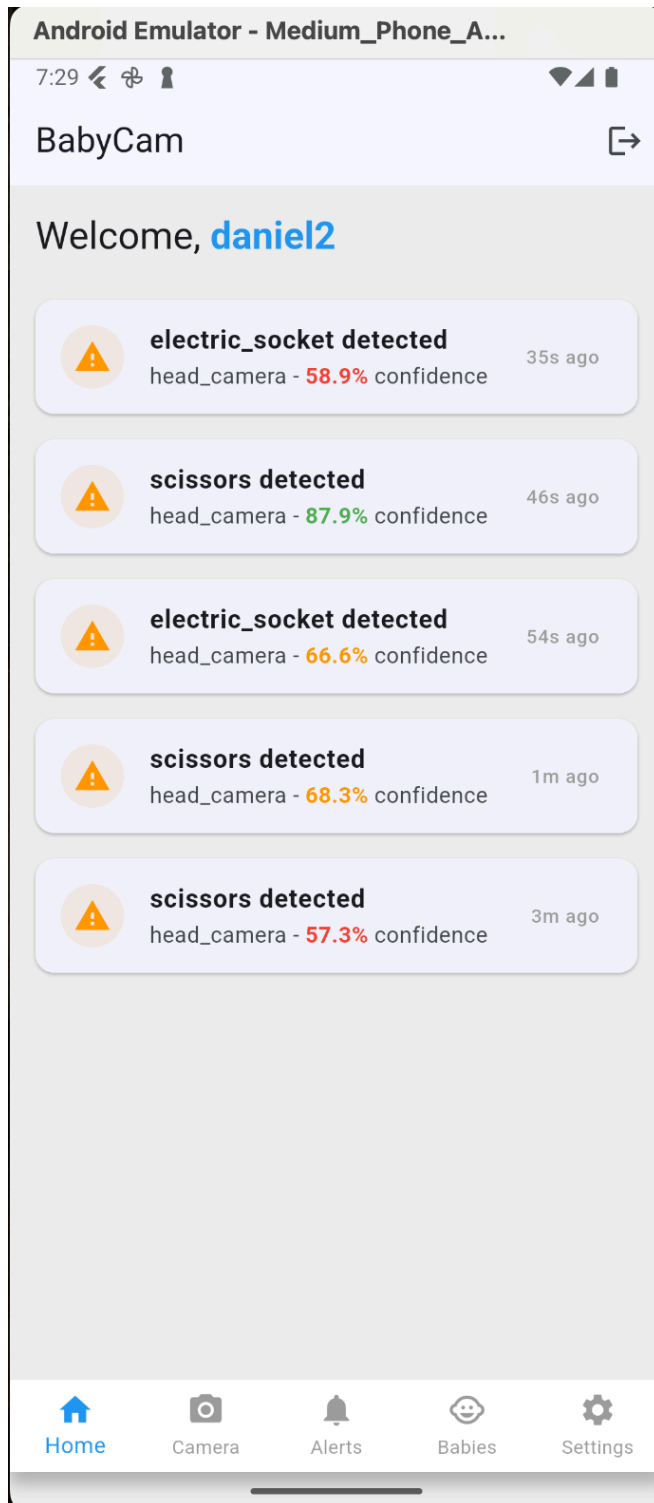 Android Emulator - Medium_Phone_A...
7:29
BabyCam
Welcome, daniel2
electric_socket detected
head_camera - 58.9% confidence
35s ago
scissors detected
head_camera - 87.9% confidence
46s ago
electric_socket detected
head_camera - 66.6% confidence
54s ago
scissors detected
head_camera - 68.3% confidence
1m ago
scissors detected
head_camera - 57.3% confidence
3m ago
Home Camera Alerts Babies Settings